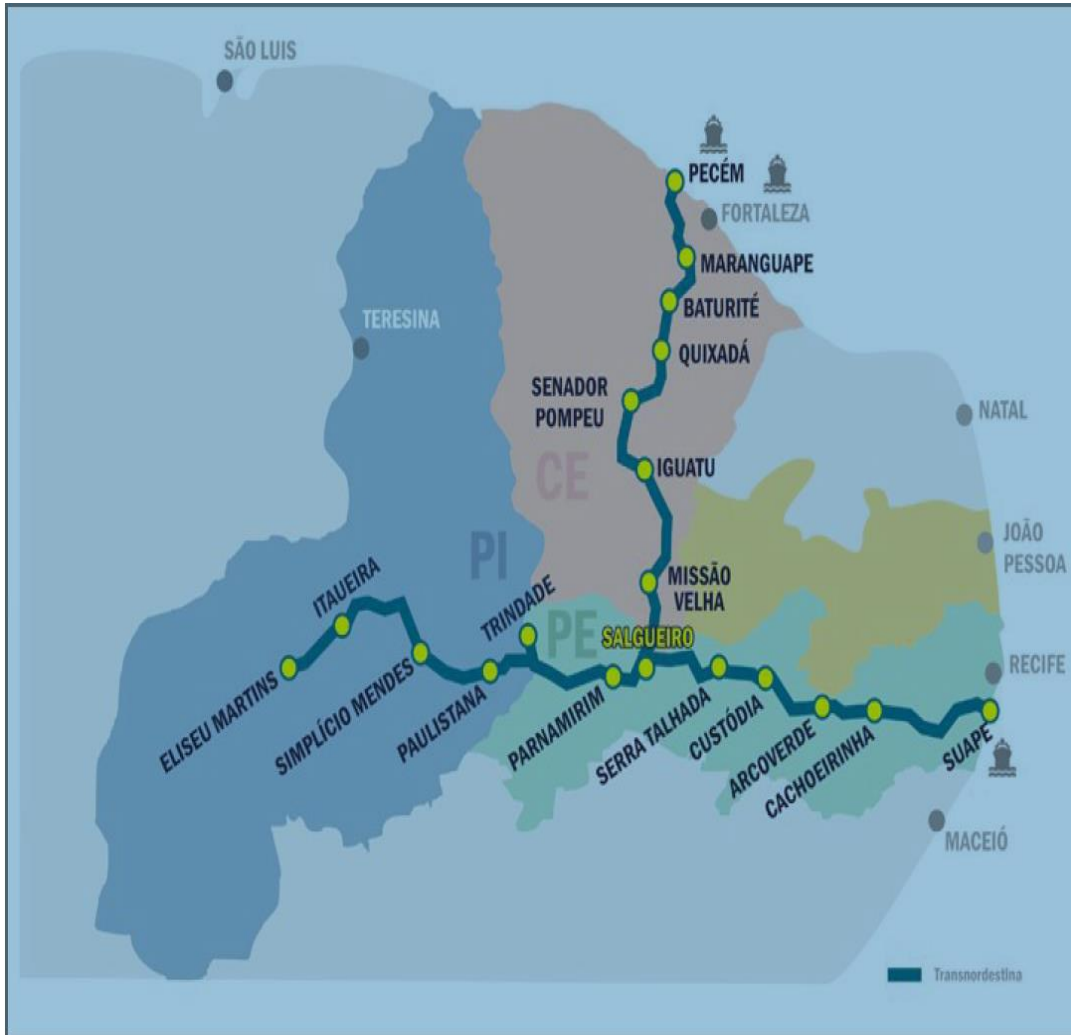 SÃO LUIS
PECÉM
FORTALEZA
MARANGUAPE
BATURITÉ
TERESINA
QUIXADÁ
SENADOR
POMPEU
NATAL
CE
IGUATU
JOÃO
PESSOA
PI
MISSÃO
VELHA
ITAUEIRA
TRINDADE
PE
SALGUEIRO
RECIFE
ELISEU MARTINS
SIMPLÍCIO MENDES
PAULISTANA
PARNAMIRIM
SERRA TALHADA
CUSTÓDIA
ARCOVERDE
CACHOEIRINHA
SUAPE
MACEIÓ
Transnordestina